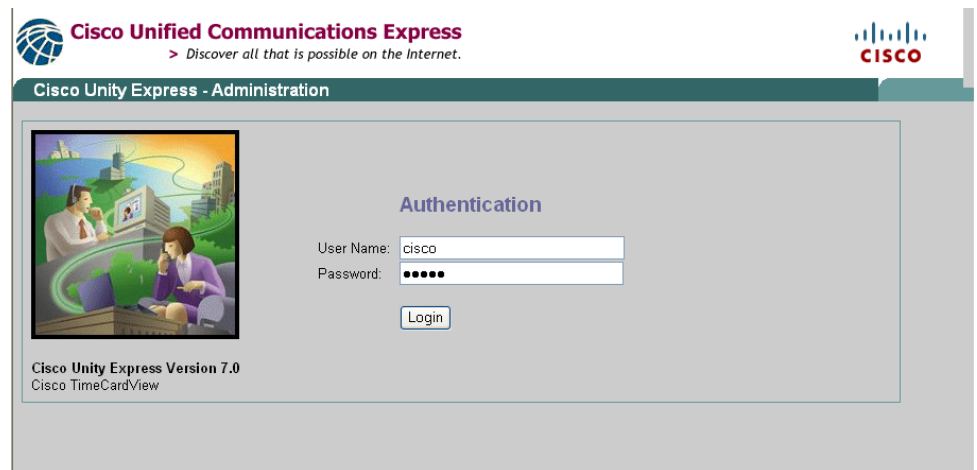 Cisco Unified Communications Express
> Discover all that is possible on the Internet.
CISCO
Cisco Unity Express - Administration
Authentication
User Name: cisco
Password: •••••
Login
Cisco Unity Express Version 7.0
Cisco TimeCardView